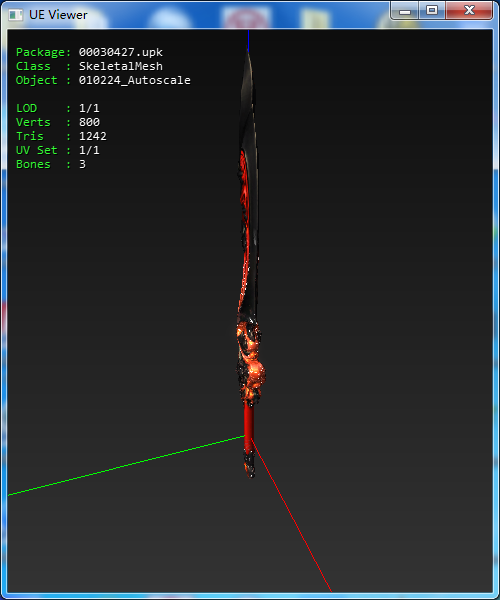 UE Viewer
Package: 00030427.upk
Class  : SkeletalMesh
Object : 010224_Autoscale
LOD    : 1/1
Verts  : 800
Tris   : 1242
UV Set : 1/1
Bones  : 3